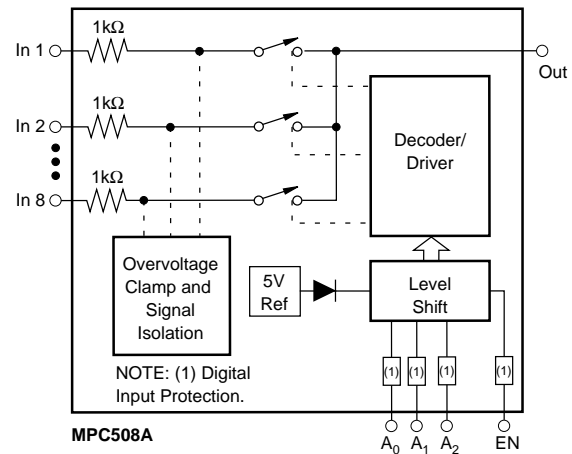 1kΩ
In 1
Out
1kΩ
In 2
Decoder/
Driver
1kΩ
In 8
Overvoltage
Clamp and
Signal
Isolation
5V
Ref
Level
Shift
NOTE: (1) Digital
Input Protection.
(1) (1) (1) (1)
MPC508A
A0 A1 A2 EN